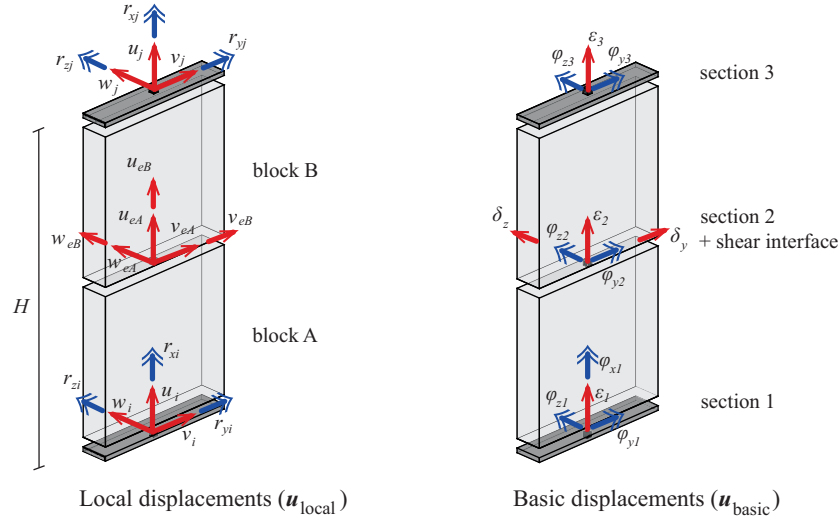 r_xj
r_zj u_j v_j r_yj
w_j
u_eB
block B
u_eA
w_eB v_eA v_eB
w_eA
H
block A
r_xi
r_zi u_i
w_i
v_i r_yi
Local displacements (u_local)
ε_3
φ_z3 φ_y3
section 3
δ_z φ_z2 ε_2
section 2
δ_y + shear interface
φ_y2
φ_x1
φ_z1 ε_1
section 1
φ_y1
Basic displacements (u_basic)